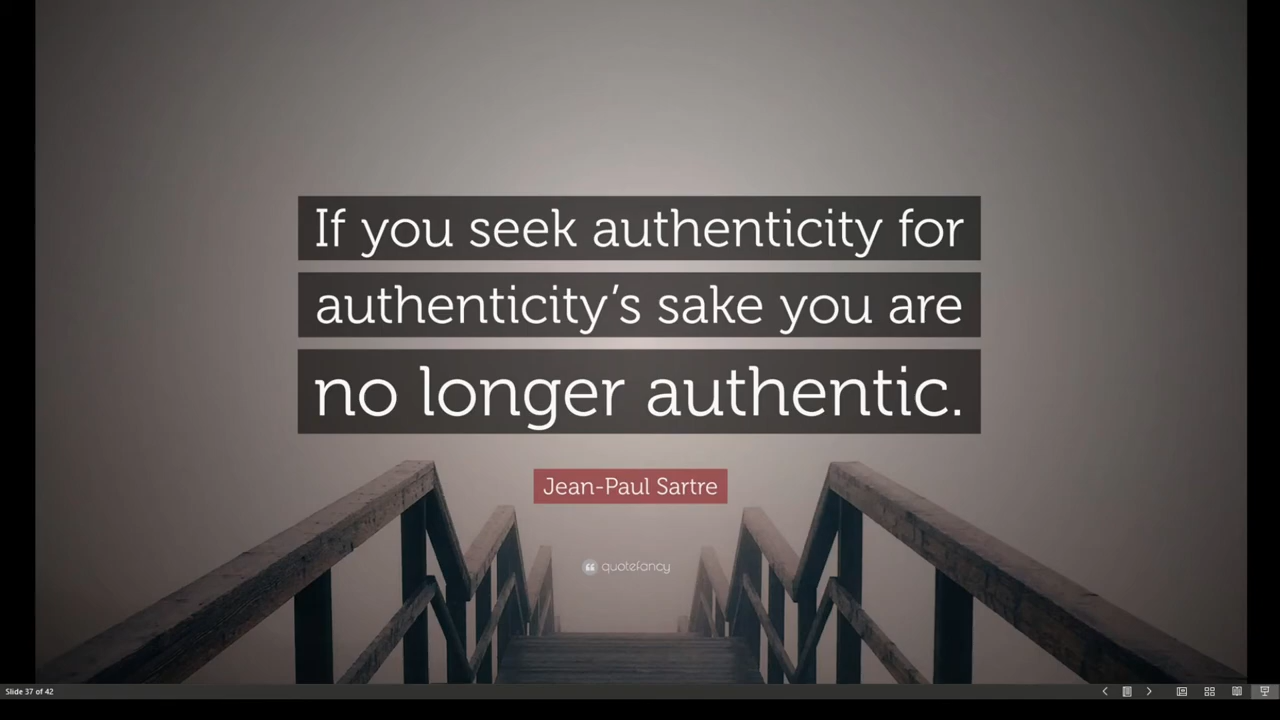 If you seek authenticity for
authenticity’s sake you are
no longer authentic.
Jean-Paul Sartre
quotefancy
Slide 37 of 42